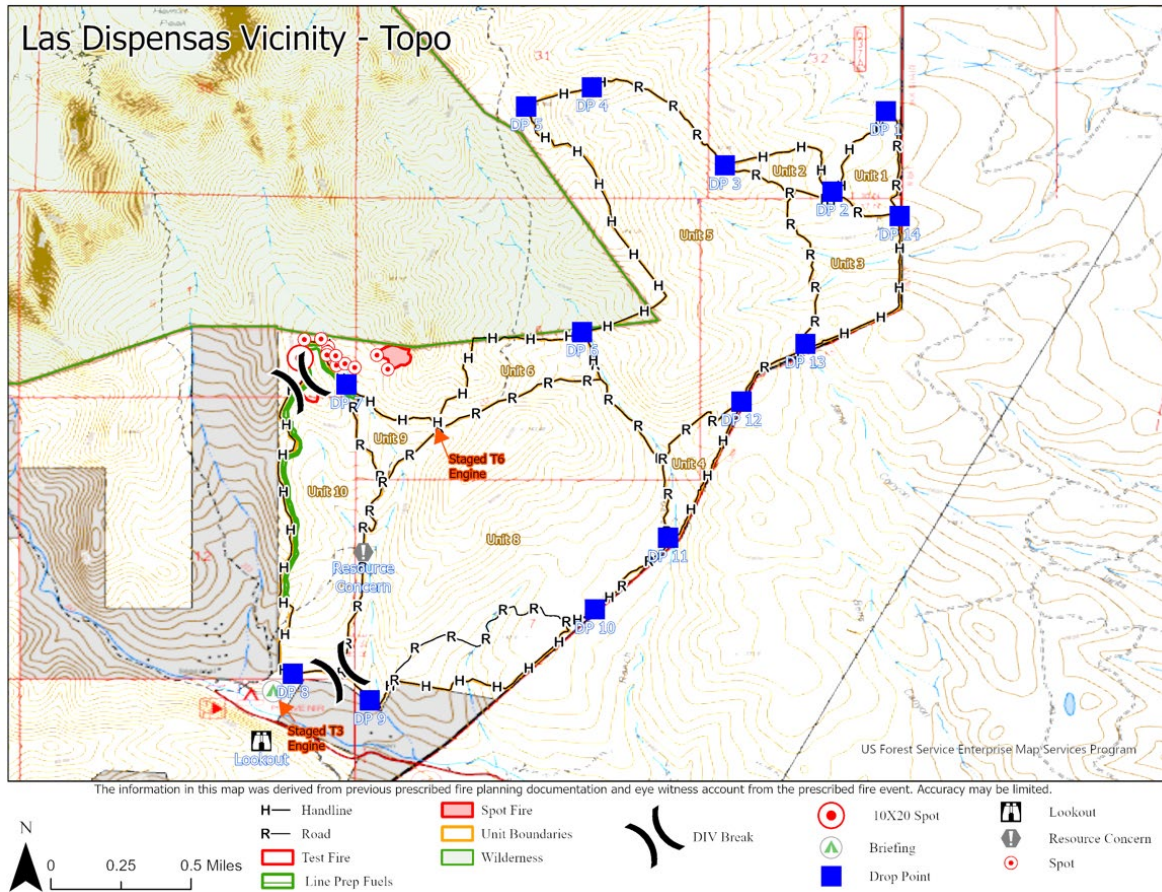 Las Dispensas Vicinity - Topo
31
32
DP 4
DP 5
DP 1
DP 3
Unit 2
Unit 1
DP 2
DP 14
Unit 5
Unit 3
DP 6
DP 13
Unit 6
DP 7
DP 12
Unit 9
Staged T6
Engine
Unit 4
Unit 10
Unit 8
DP 11
Resource
Concern
12
DP 10
DP 8
DP 9
Staged T3
Engine
Lookout
US Forest Service Enterprise Map Services Program
The information in this map was derived from previous prescribed fire planning documentation and eye witness account from the prescribed fire event. Accuracy may be limited.
N
0 0.25 0.5 Miles
H Handline
R Road
Test Fire
Line Prep Fuels
Spot Fire
Unit Boundaries
Wilderness
DIV Break
10X20 Spot
Briefing
Drop Point
Lookout
Resource Concern
Spot